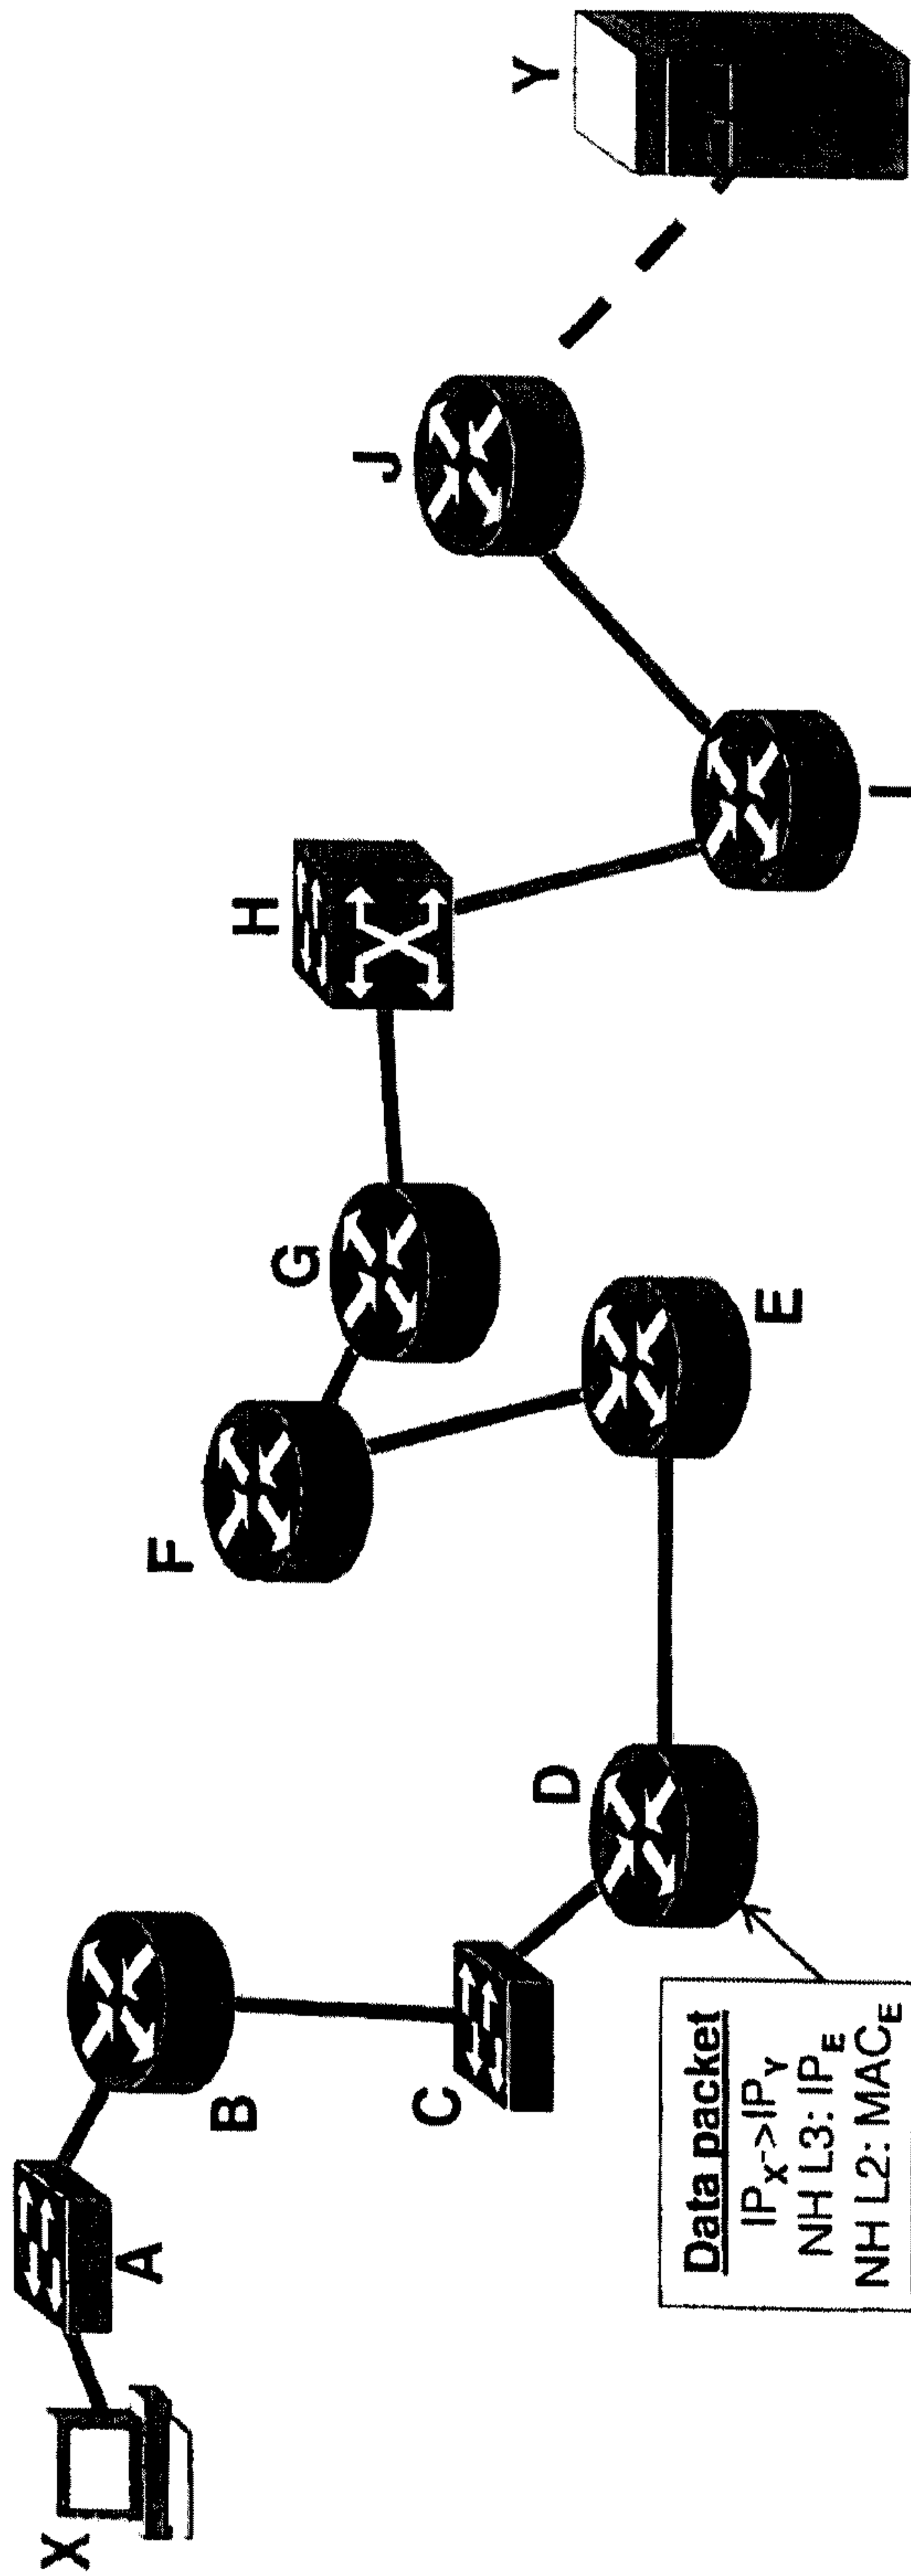 X
A
B
C
D
E
F
G
H
I
J
Y
Data packet
IPX->IPY
NH L3: IPE
NH L2: MACE